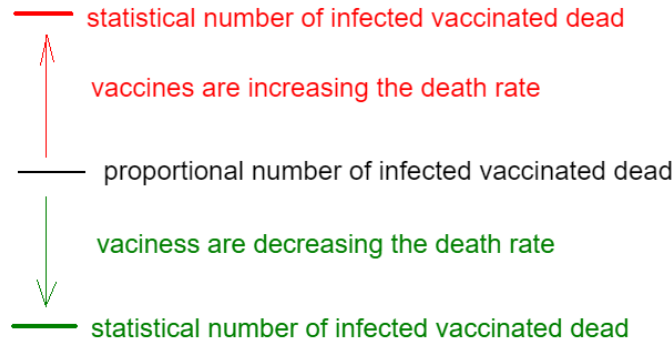 statistical number of infected vaccinated dead
vaccines are increasing the death rate
proportional number of infected vaccinated dead
vaciness are decreasing the death rate
statistical number of infected vaccinated dead